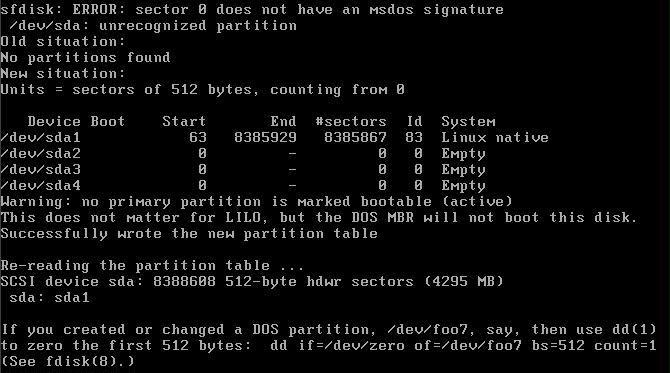 sfdisk: ERROR: sector 0 does not have an msdos signature
 /dev/sda: unrecognized partition
Old situation:
No partitions found
New situation:
Units = sectors of 512 bytes, counting from 0

   Device Boot    Start       End  #sectors  Id  System
/dev/sda1            63   8385929   8385867  83  Linux native
/dev/sda2             0         -         0   0  Empty
/dev/sda3             0         -         0   0  Empty
/dev/sda4             0         -         0   0  Empty
Warning: no primary partition is marked bootable (active)
This does not matter for LILO, but the DOS MBR will not boot this disk.
Successfully wrote the new partition table

Re-reading the partition table ...
SCSI device sda: 8388608 512-byte hdwr sectors (4295 MB)
 sda: sda1

If you created or changed a DOS partition, /dev/foo7, say, then use dd(1)
to zero the first 512 bytes:  dd if=/dev/zero of=/dev/foo7 bs=512 count=1
(See fdisk(8).)